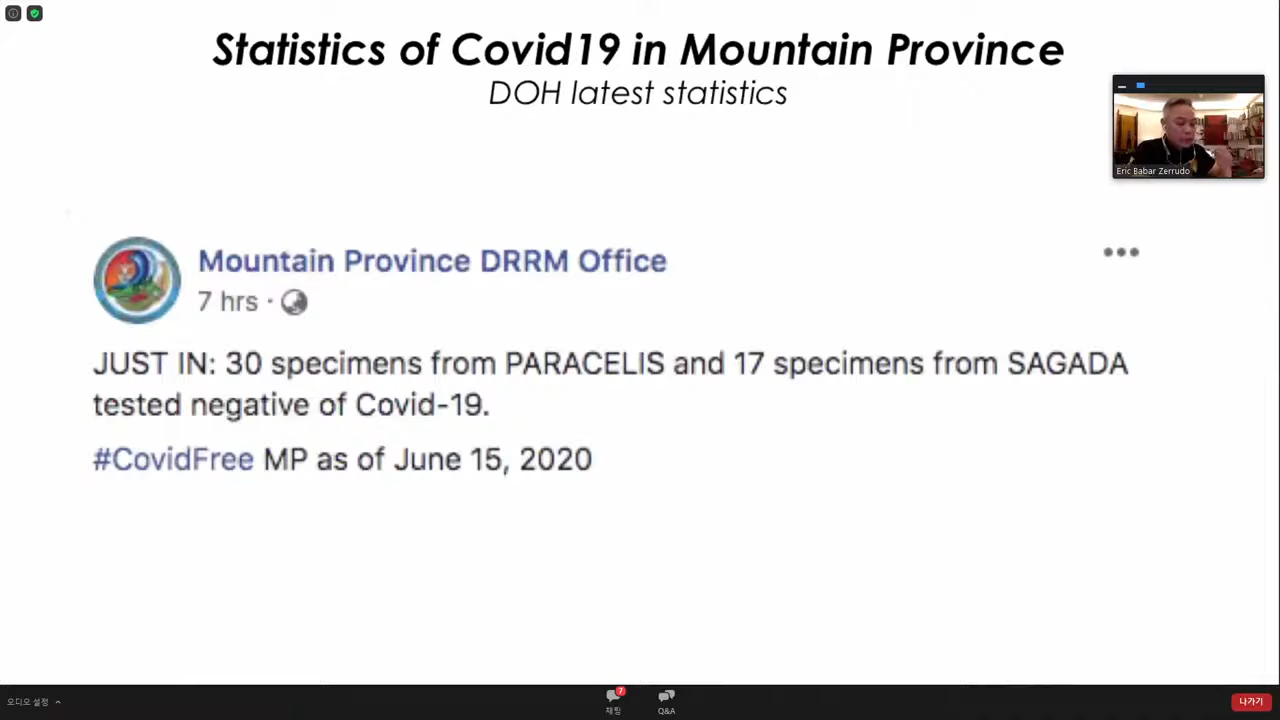 Statistics of Covid19 in Mountain Province
DOH latest statistics
Eric Babar Zerrudo
Mountain Province DRRM Office
7 hrs ·
JUST IN: 30 specimens from PARACELIS and 17 specimens from SAGADA
tested negative of Covid-19.
#CovidFree MP as of June 15, 2020
오디오 설정
7
채팅
Q&A
나가기